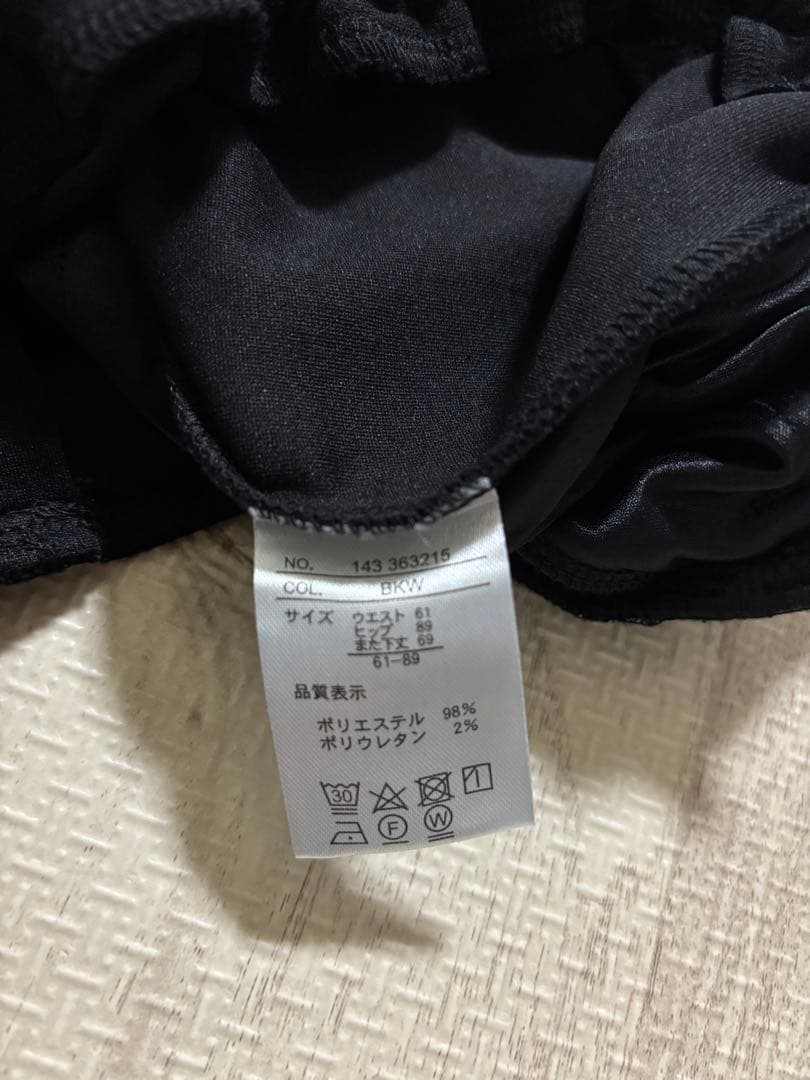 NO. 143 363215
COL. BKW
サイズ ウエスト 61
ヒップ 89
また下丈 69
61-89
品質表示
ポリエステル 98%
ポリウレタン 2%
30
F W